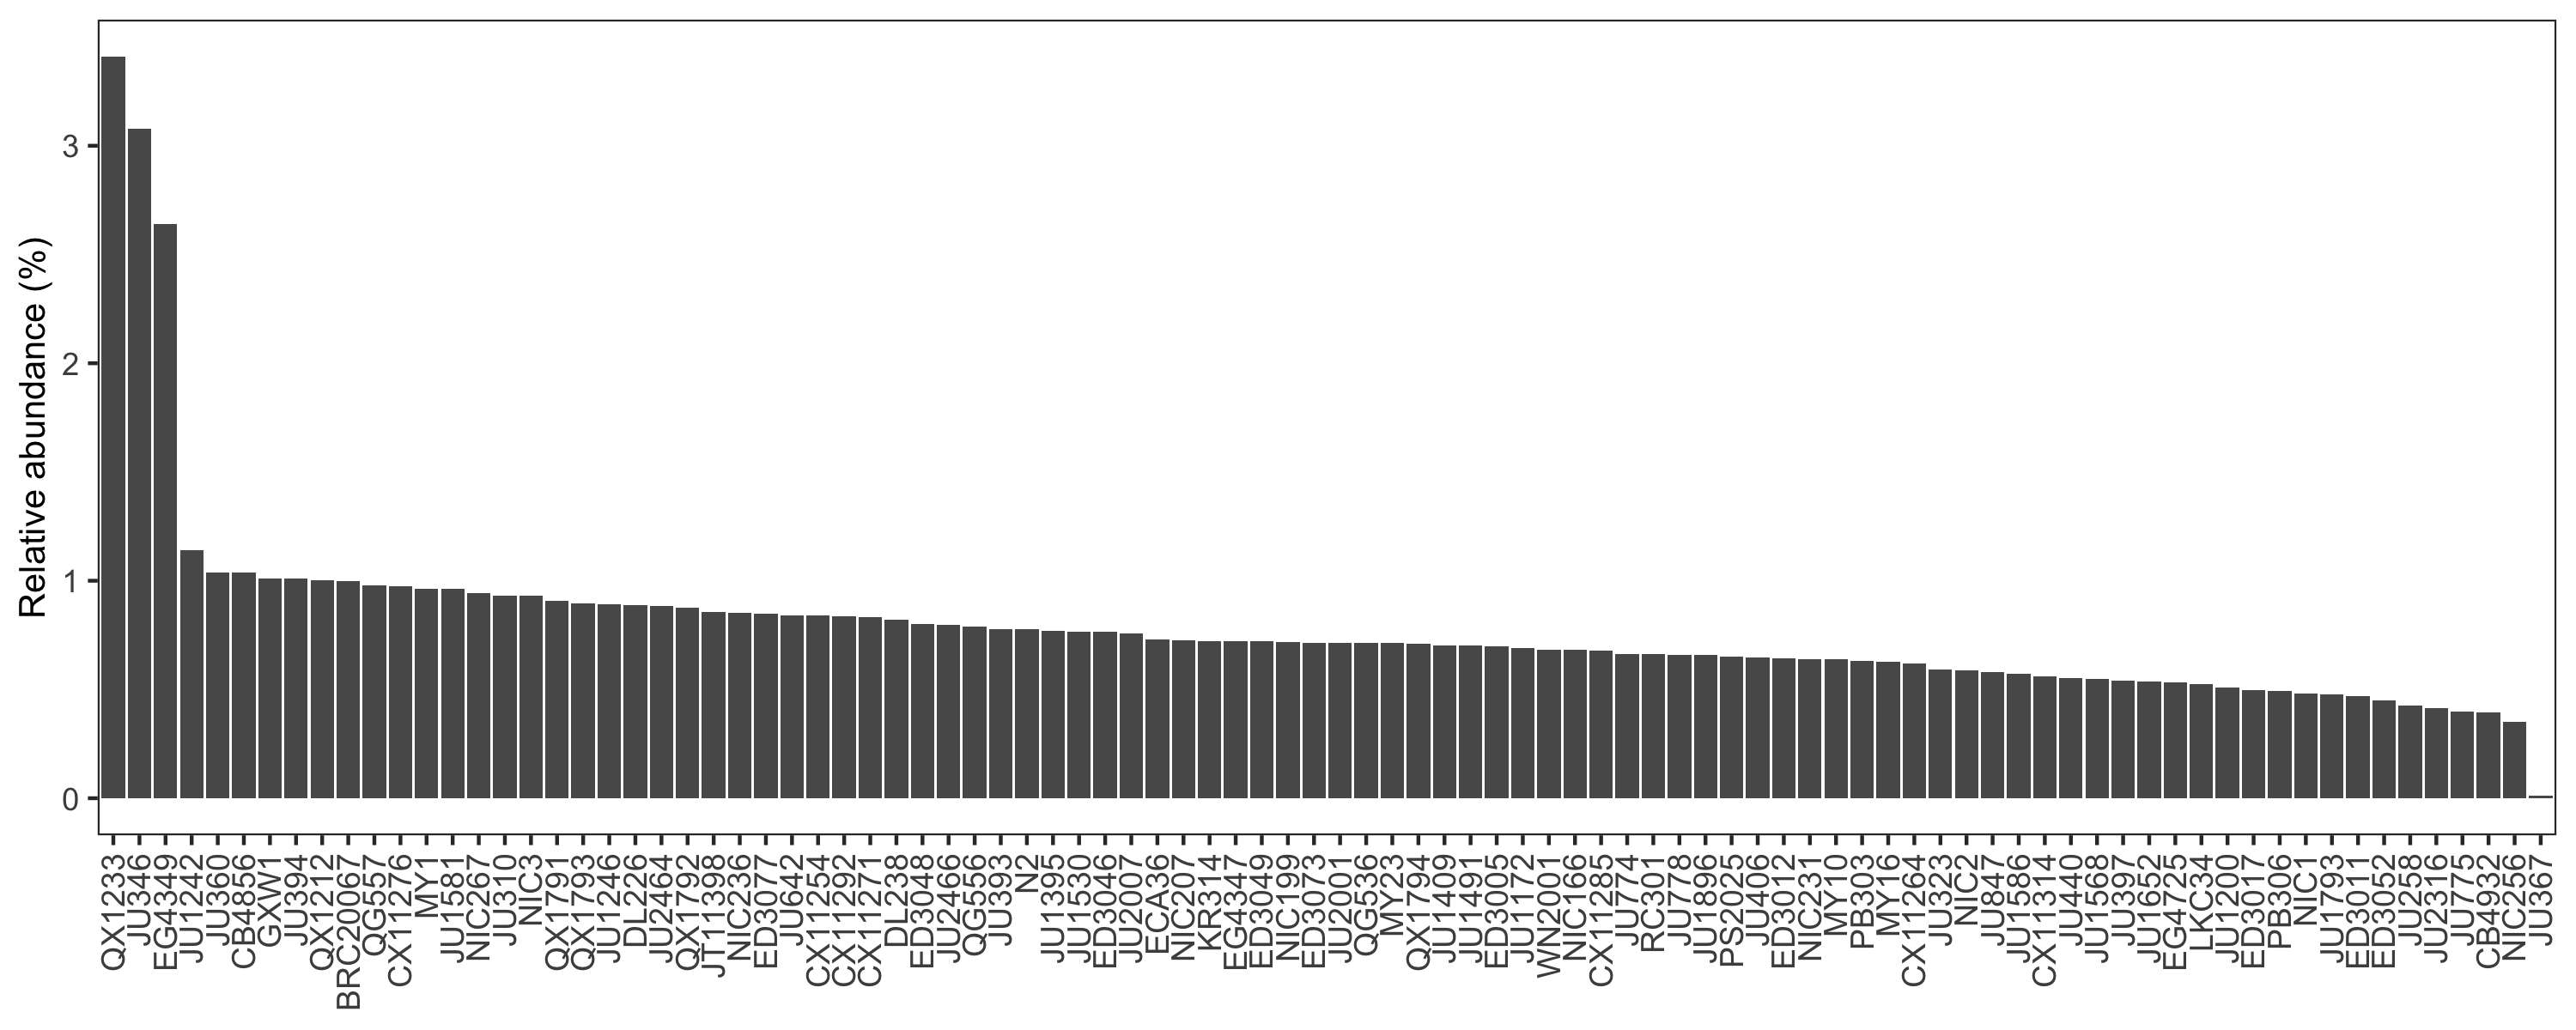 Relative abundance (%)
3
2
1
0
QX1233
JU346
EG4349
JU1242
JU360
CB4856
GXW1
JU394
QX1212
BRC20067
QG557
CX11276
MY1
JU1581
NIC267
JU310
NIC3
QX1791
QX1793
JU1246
DL226
JU2464
QX1792
JT11398
NIC236
ED3077
JU642
CX11254
CX11292
CX11271
DL238
ED3048
JU2466
QG556
JU393
N2
JU1395
JU1530
ED3046
JU2007
ECA36
NIC207
KR314
EG4347
ED3049
NIC199
ED3073
JU2001
QG536
MY23
QX1794
JU1409
JU1491
ED3005
JU1172
WN2001
NIC166
CX11285
JU774
RC301
JU778
JU1896
PS2025
JU406
ED3012
NIC231
MY10
PB303
MY16
CX11264
JU323
NIC2
JU847
JU1586
CX11314
JU440
JU1568
JU397
JU1652
EG4725
LKC34
JU1200
ED3017
PB306
NIC1
JU1793
ED3011
ED3052
JU258
JU2316
JU775
CB4932
NIC256
JU367